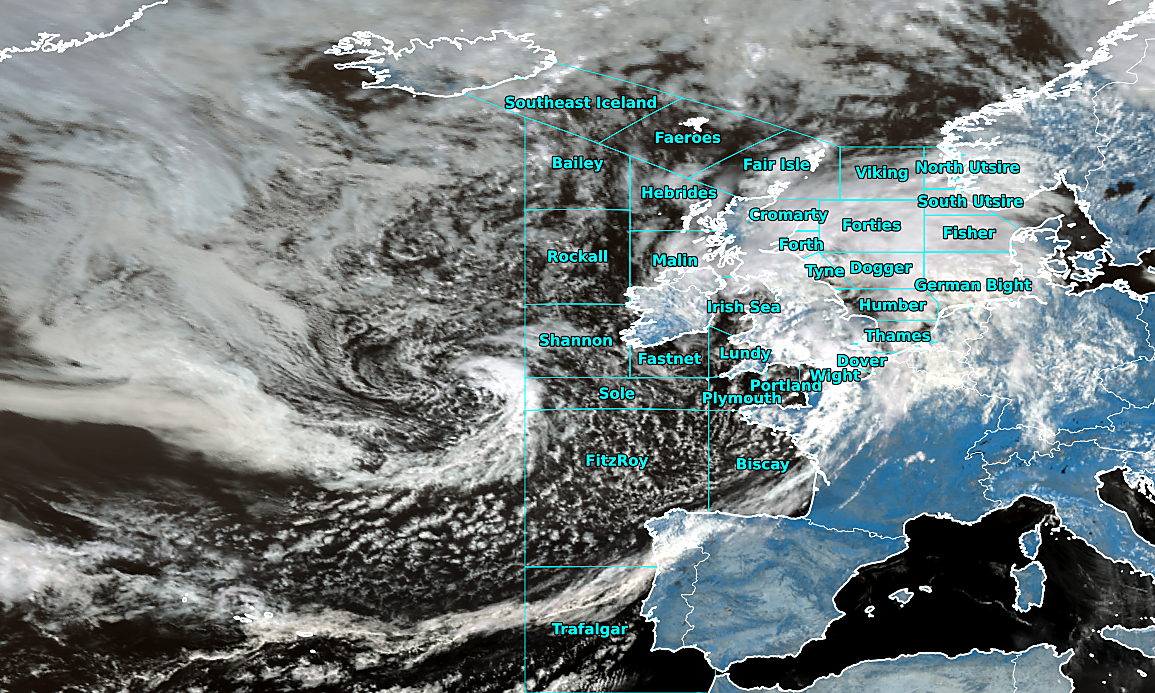 Southeast Iceland
Faeroes
Bailey
Fair Isle
Viking
North Utsire
Hebrides
South Utsire
Cromarty
Forties
Fisher
Forth
Rockall
Malin
Tyne
Dogger
German Bight
Irish Sea
Humber
Thames
Shannon
Fastnet
Lundy
Dover
Wight
Portland
Sole
Plymouth
FitzRoy
Biscay
Trafalgar